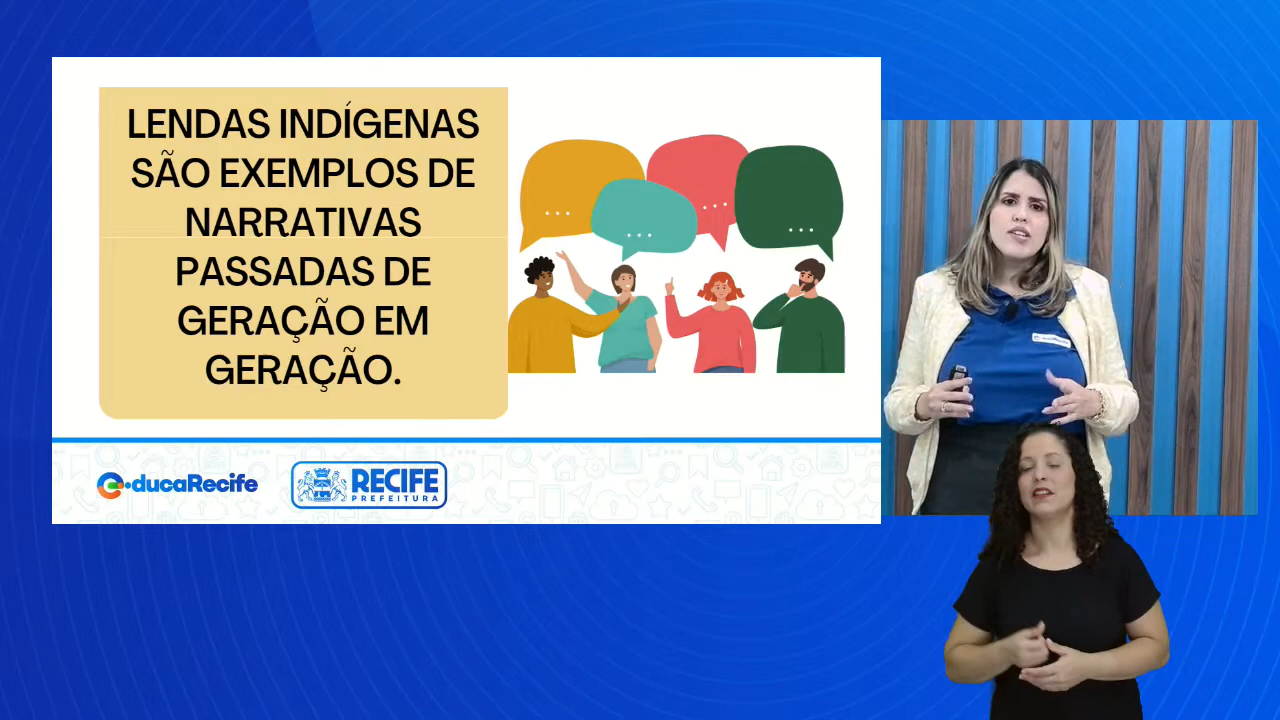 LENDAS INDÍGENAS
SÃO EXEMPLOS DE
NARRATIVAS
PASSADAS DE
GERAÇÃO EM
GERAÇÃO.
educaRecife
RECIFE
PREFEITURA